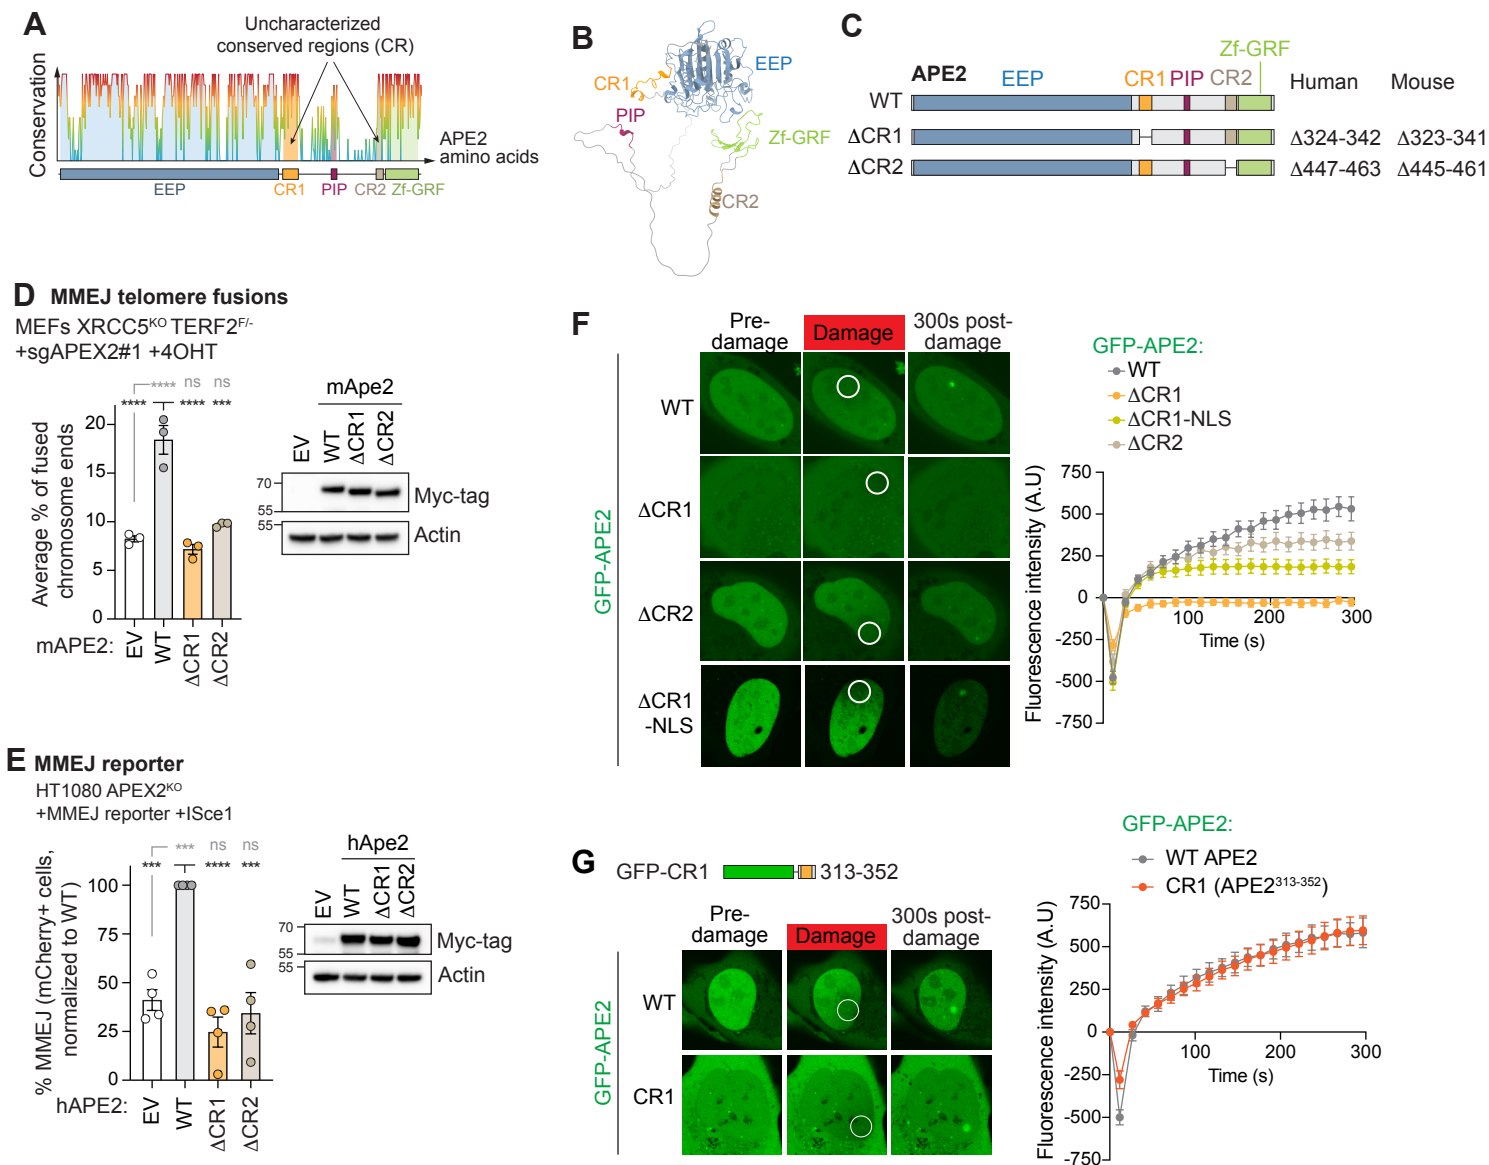 A
Uncharacterized
conserved regions (CR)
Conservation
APE2
amino acids
EEP
CR1
PIP
CR2
Zf-GRF
B
EEP
CR1
PIP
Zf-GRF
CR2
C
Zf-GRF
APE2
EEP
CR1
PIP
CR2
Human
Mouse
WT
ΔCR1
Δ324-342
Δ323-341
ΔCR2
Δ447-463
Δ445-461
D MMEJ telomere fusions
MEFs XRCC5KO TERF2F/-
+sgAPEX2#1 +4OHT
**** ns ns
**** **** ***
Average % of fused
chromosome ends
20
15
10
5
0
mAPE2:
EV
WT
ΔCR1
ΔCR2
mApe2
EV
WT
ΔCR1
ΔCR2
70
55
Myc-tag
55
Actin
E MMEJ reporter
HT1080 APEX2KO
+MMEJ reporter +ISce1
*** ns ns
*** **** ***
% MMEJ (mCherry+ cells,
normalized to WT)
100
75
50
25
0
hAPE2:
EV
WT
ΔCR1
ΔCR2
hApe2
EV
WT
ΔCR1
ΔCR2
70
55
Myc-tag
55
Actin
F
Pre-
damage
Damage
300s post-
damage
GFP-APE2
WT
ΔCR1
ΔCR2
ΔCR1
-NLS
GFP-APE2:
WT
ΔCR1
ΔCR1-NLS
ΔCR2
Fluorescence intensity (A.U)
750
500
250
0
-250
-500
-750
100
200
300
Time (s)
G
GFP-CR1
313-352
Pre-
damage
Damage
300s post-
damage
GFP-APE2
WT
CR1
GFP-APE2:
WT APE2
CR1 (APE2313-352)
Fluorescence intensity (A.U)
750
500
250
0
-250
-500
-750
100
200
300
Time (s)